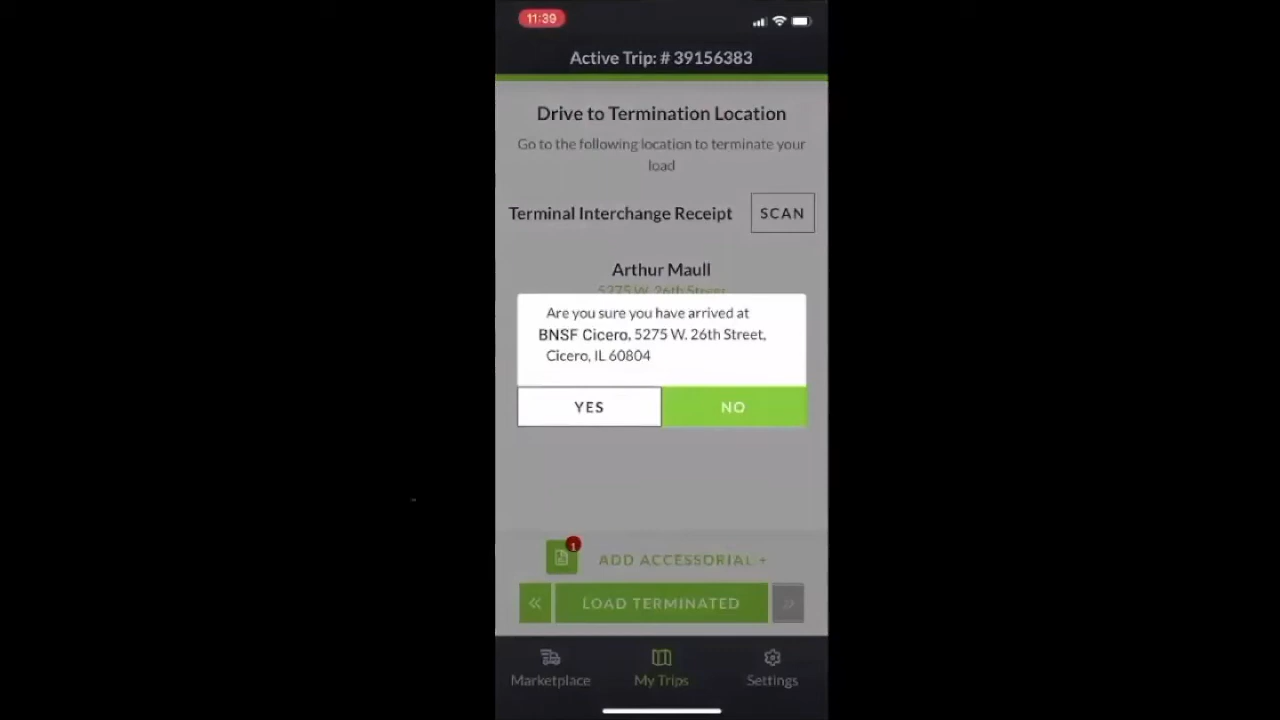 11:39
Active Trip: # 39156383
Drive to Termination Location
Go to the following location to terminate your
load
Terminal Interchange Receipt
SCAN
Arthur Maull
5275 W. 26th Street
Are you sure you have arrived at
BNSF Cicero, 5275 W. 26th Street,
Cicero, IL 60804
YES
NO
1
ADD ACCESSORIAL +
«
LOAD TERMINATED
»
Marketplace
My Trips
Settings